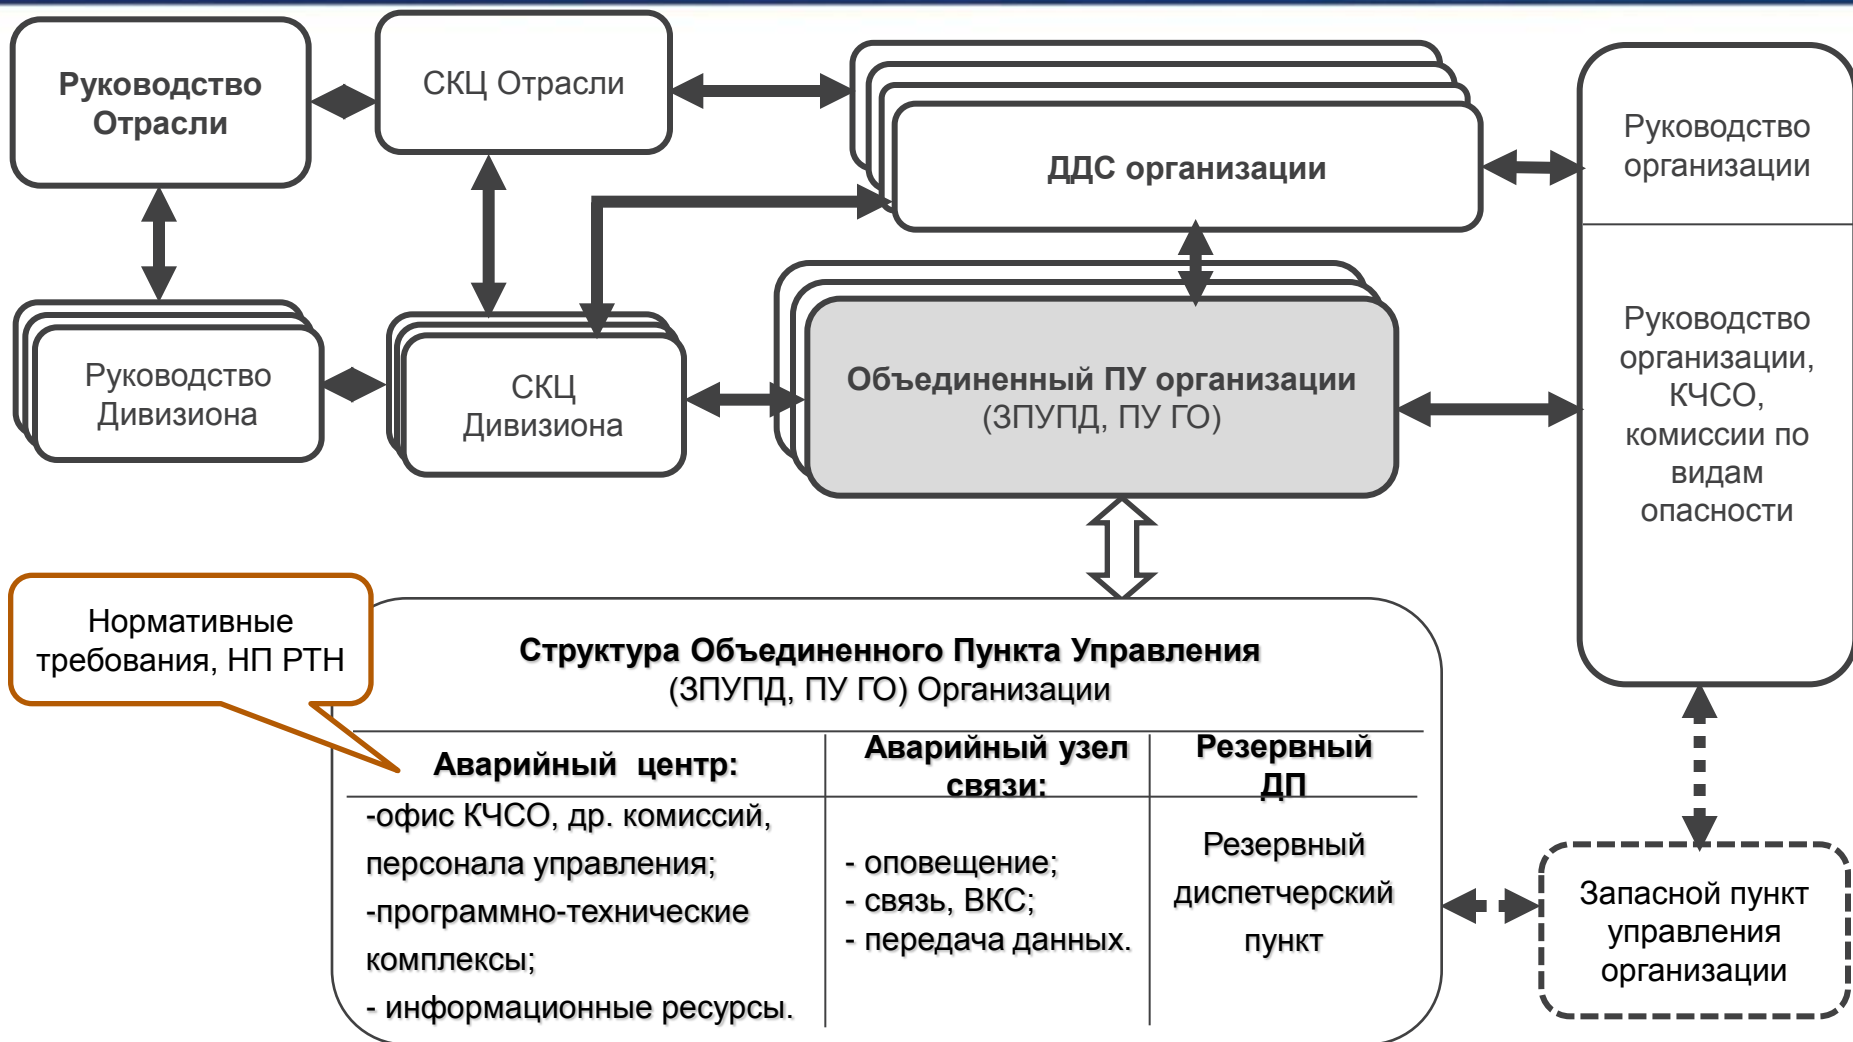 Руководство
Отрасли
СКЦ Отрасли
ДДС организации
Руководство
организации
Руководство
Дивизиона
СКЦ
Дивизиона
Объединенный ПУ организации
(ЗПУПД, ПУ ГО)
Руководство
организации,
КЧСО,
комиссии по
видам
опасности
Нормативные
требования, НП РТН
Структура Объединенного Пункта Управления
(ЗПУПД, ПУ ГО) Организации
Аварийный центр:
-офис КЧСО, др. комиссий,
персонала управления;
-программно-технические
комплексы;
- информационные ресурсы.
Аварийный узел
связи:
- оповещение;
- связь, ВКС;
- передача данных.
Резервный
ДП
Резервный
диспетчерский
пункт
Запасной пункт
управления
организации